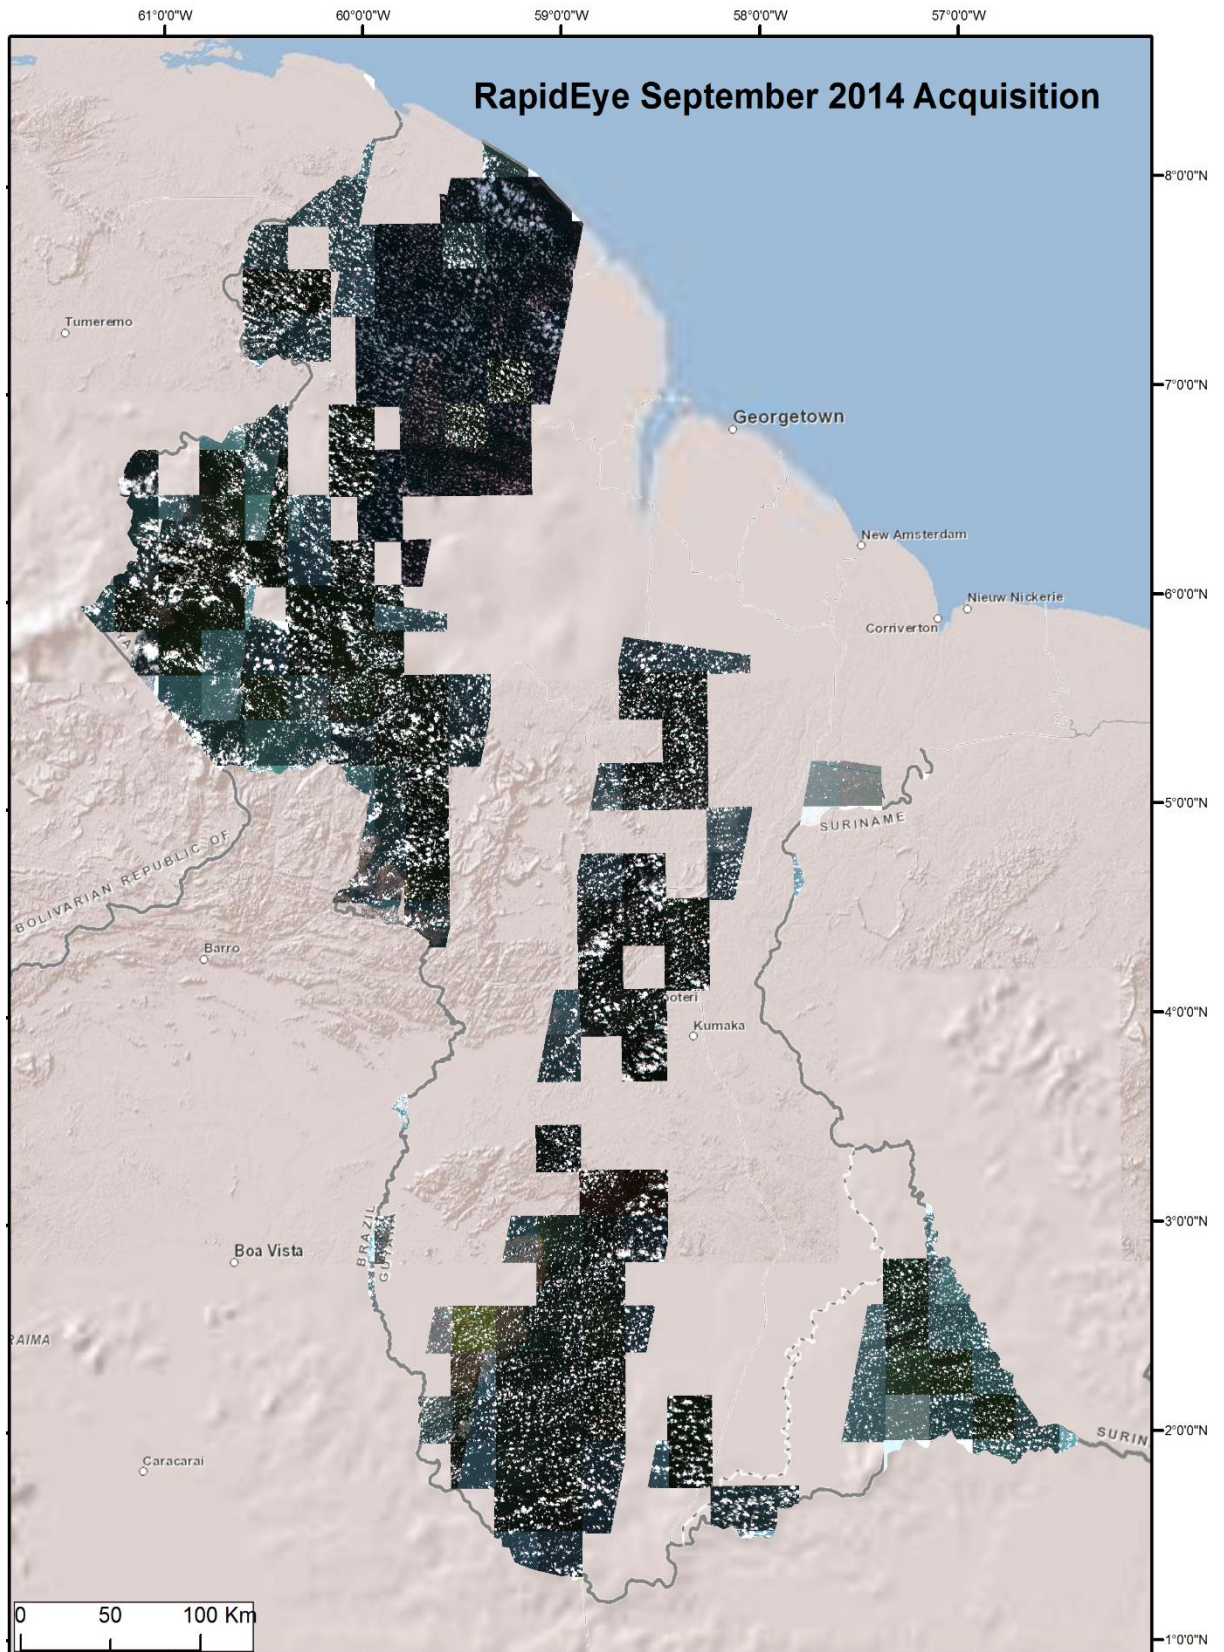 61°0'0"W 60°0'0"W 59°0'0"W 58°0'0"W 57°0'0"W
RapidEye September 2014 Acquisition
8°0'0"N
Tumeremo
7°0'0"N
Georgetown
New Amsterdam
6°0'0"N
Nieuw Nickerie
Corriverton
5°0'0"N
SURINAME
BOLIVARIAN REPUBLIC OF
Barro
ooteri
4°0'0"N
Kumaka
3°0'0"N
BRAZIL
Boa Vista
RAIMA
2°0'0"N
SURIN
Caracarai
0 50 100 Km
1°0'0"N